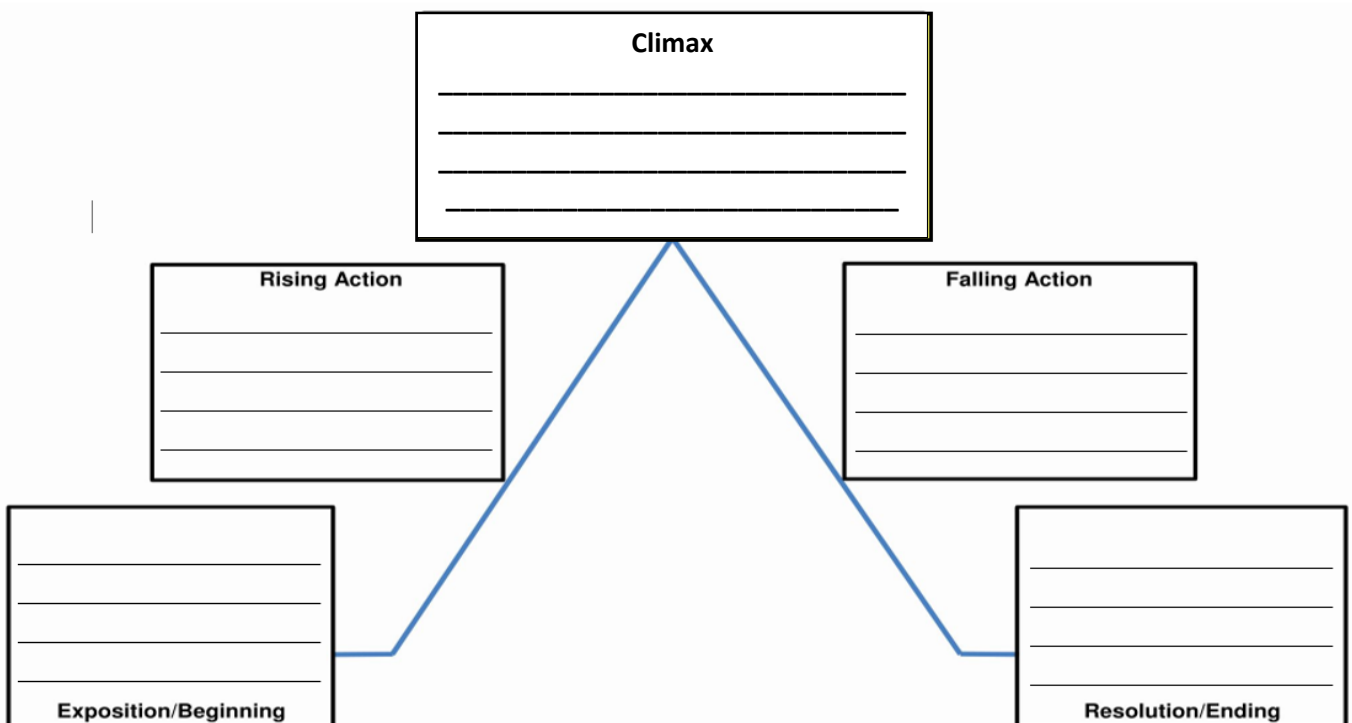 Climax
Rising Action
Falling Action
Exposition/Beginning
Resolution/Ending